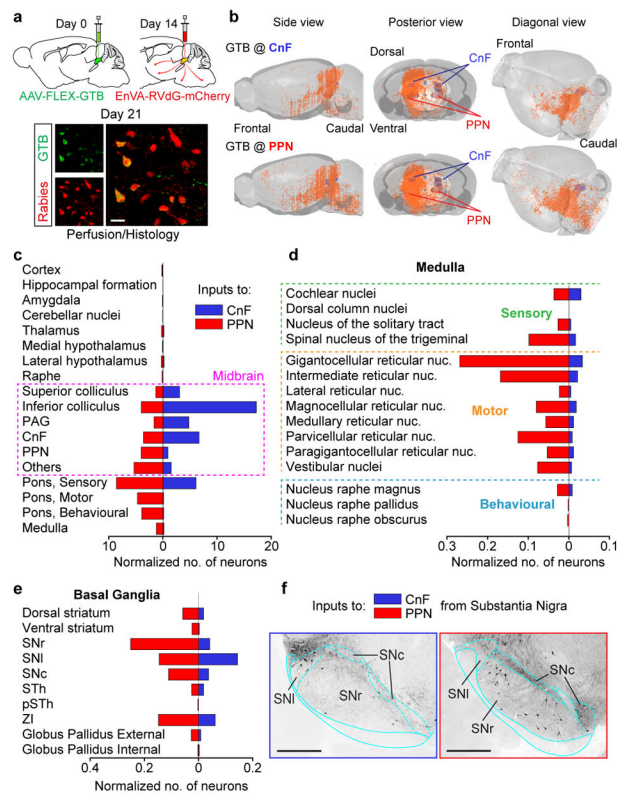 a
Day 0
Day 14
AAV-FLEX-GTB
EnVA-RVdG-mCherry
Day 21
GTB
Rabies
Perfusion/Histology
b
Side view
Posterior view
Diagonal view
GTB @ CnF
Dorsal
CnF
Frontal
PPN
Frontal
Caudal
Ventral
Caudal
GTB @ PPN
CnF
PPN
c
Inputs to:
CnF
PPN
Cortex
Hippocampal formation
Amygdala
Cerebellar nuclei
Thalamus
Medial hypothalamus
Lateral hypothalamus
Raphe
Midbrain
Superior colliculus
Inferior colliculus
PAG
CnF
PPN
Others
Pons, Sensory
Pons, Motor
Pons, Behavioural
Medulla
10
0
10
20
Normalized no. of neurons
d
Medulla
Cochlear nuclei
Dorsal column nuclei
Nucleus of the solitary tract
Spinal nucleus of the trigeminal
Sensory
Gigantocellular reticular nuc.
Intermediate reticular nuc.
Lateral reticular nuc.
Magnocellular reticular nuc.
Medullary reticular nuc.
Parvicellular reticular nuc.
Paragigantocellular reticular nuc.
Vestibular nuclei
Motor
Nucleus raphe magnus
Nucleus raphe pallidus
Nucleus raphe obscurus
Behavioural
0.3
0.2
0.1
0
0.1
Normalized no. of neurons
e
Basal Ganglia
Dorsal striatum
Ventral striatum
SNr
SNl
SNc
STh
pSTh
ZI
Globus Pallidus External
Globus Pallidus Internal
0.4
0.2
0
0.2
Normalized no. of neurons
f
Inputs to:
CnF
PPN
from Substantia Nigra
SNc
SNl
SNr
SNc
SNl
SNr